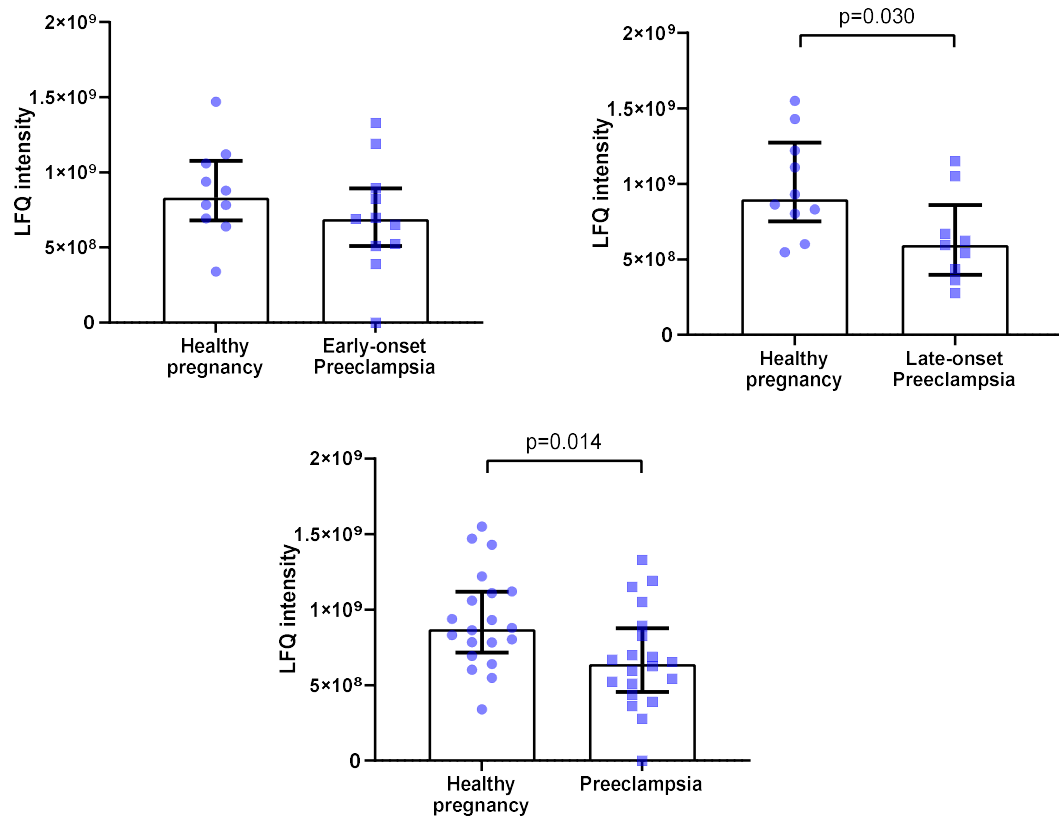 2×10⁹
1.5×10⁹
1×10⁹
5×10⁸
0
LFQ intensity
Healthy
pregnancy
Early-onset
Preeclampsia
p=0.030
2×10⁹
1.5×10⁹
1×10⁹
5×10⁸
0
LFQ intensity
Healthy
pregnancy
Late-onset
Preeclampsia
p=0.014
2×10⁹
1.5×10⁹
1×10⁹
5×10⁸
0
LFQ intensity
Healthy
pregnancy
Preeclampsia